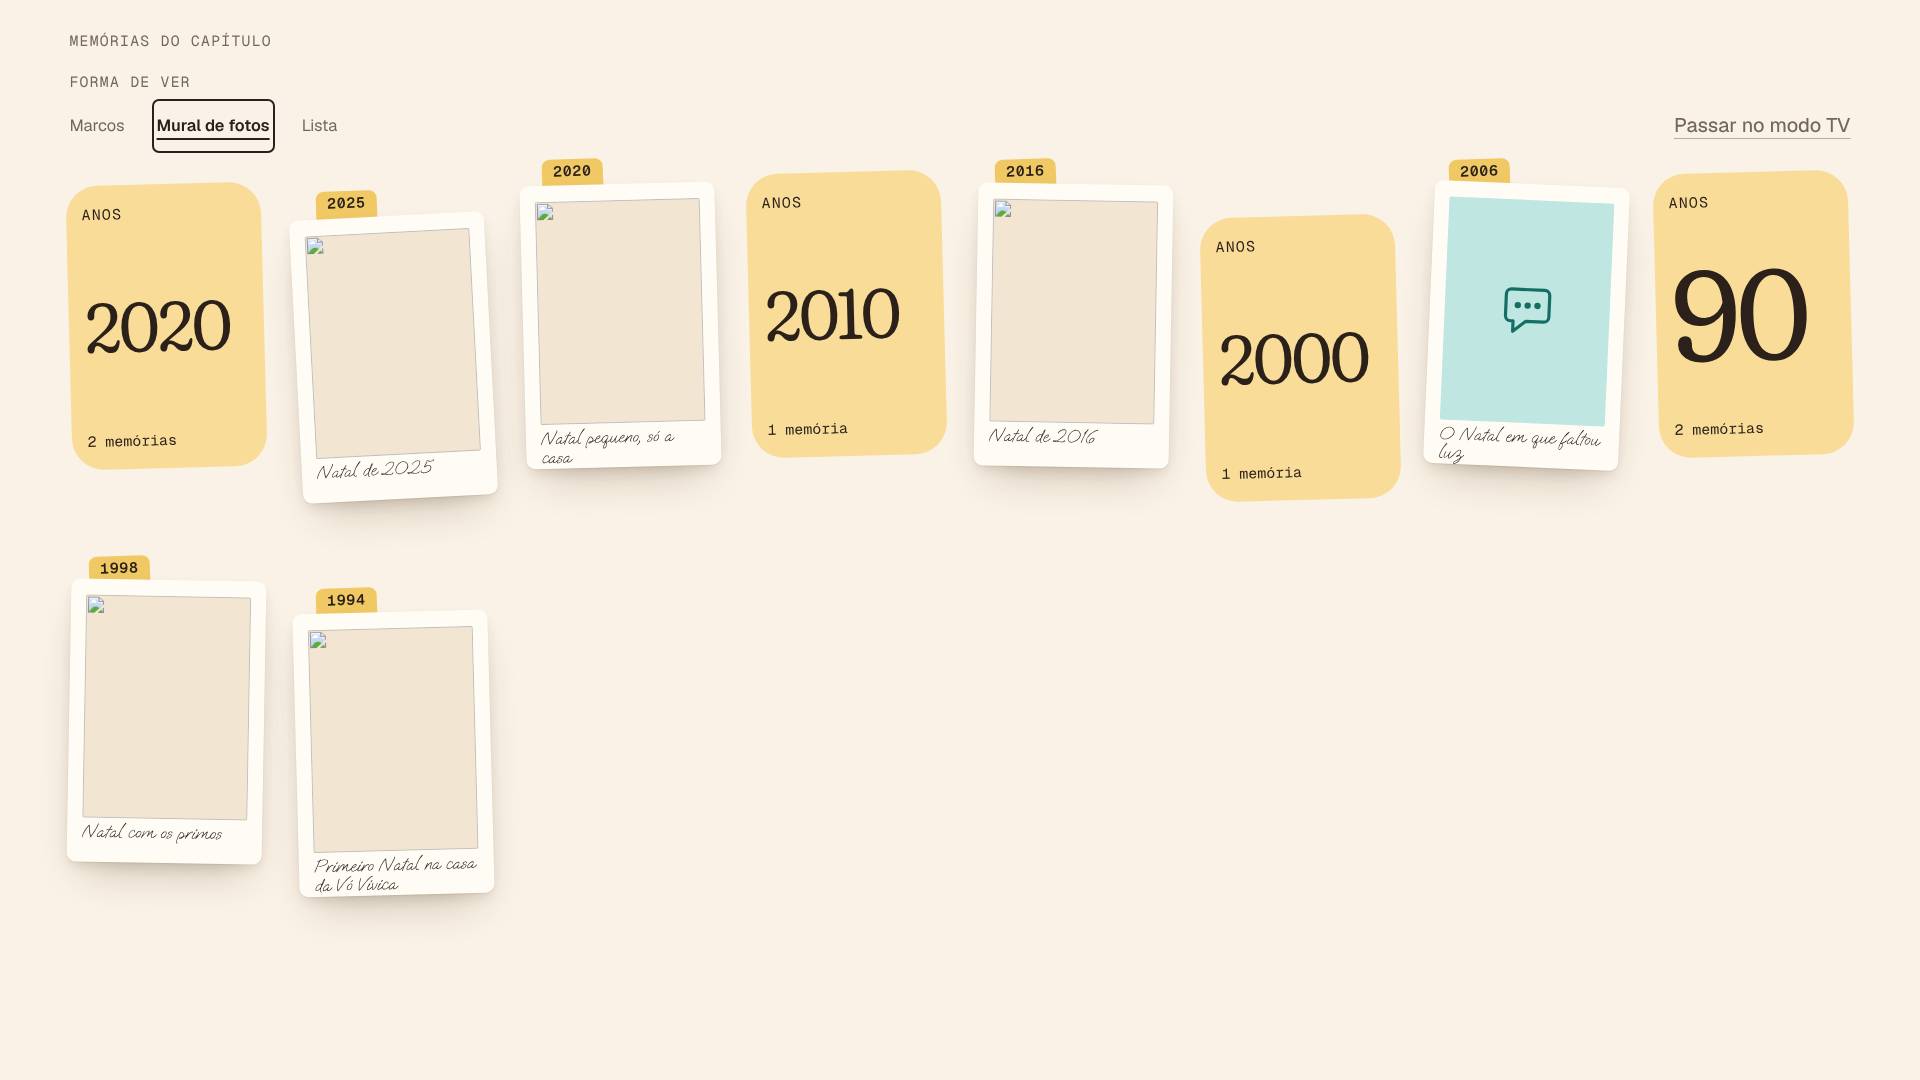 MEMÓRIAS DO CAPÍTULO
FORMA DE VER
Marcos
Mural de fotos
Lista
Passar no modo TV
ANOS
2020
2 memórias
2025
Natal de 2025
2020
Natal pequeno, só a
casa
ANOS
2010
1 memória
2016
Natal de 2016
ANOS
2000
1 memória
2006
O Natal em que faltou
luz
ANOS
90
2 memórias
1998
Natal com os primos
1994
Primeiro Natal na casa
da Vó Vivica